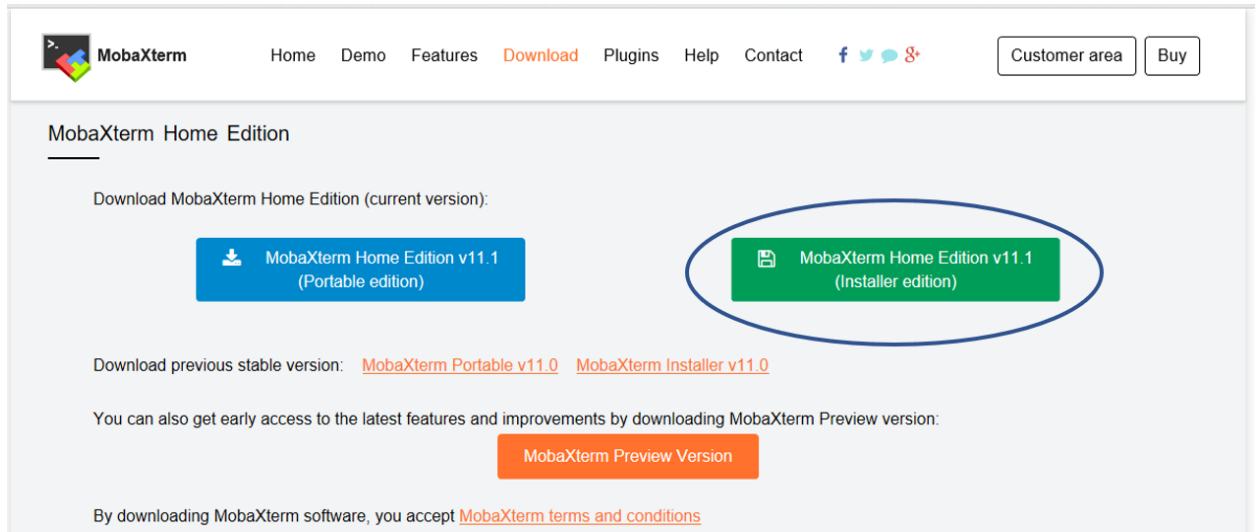 MobaXterm Home Demo Features Download Plugins Help Contact Customer area Buy
MobaXterm Home Edition
Download MobaXterm Home Edition (current version):
MobaXterm Home Edition v11.1
(Portable edition)
MobaXterm Home Edition v11.1
(Installer edition)
Download previous stable version: MobaXterm Portable v11.0 MobaXterm Installer v11.0
You can also get early access to the latest features and improvements by downloading MobaXterm Preview version:
MobaXterm Preview Version
By downloading MobaXterm software, you accept MobaXterm terms and conditions